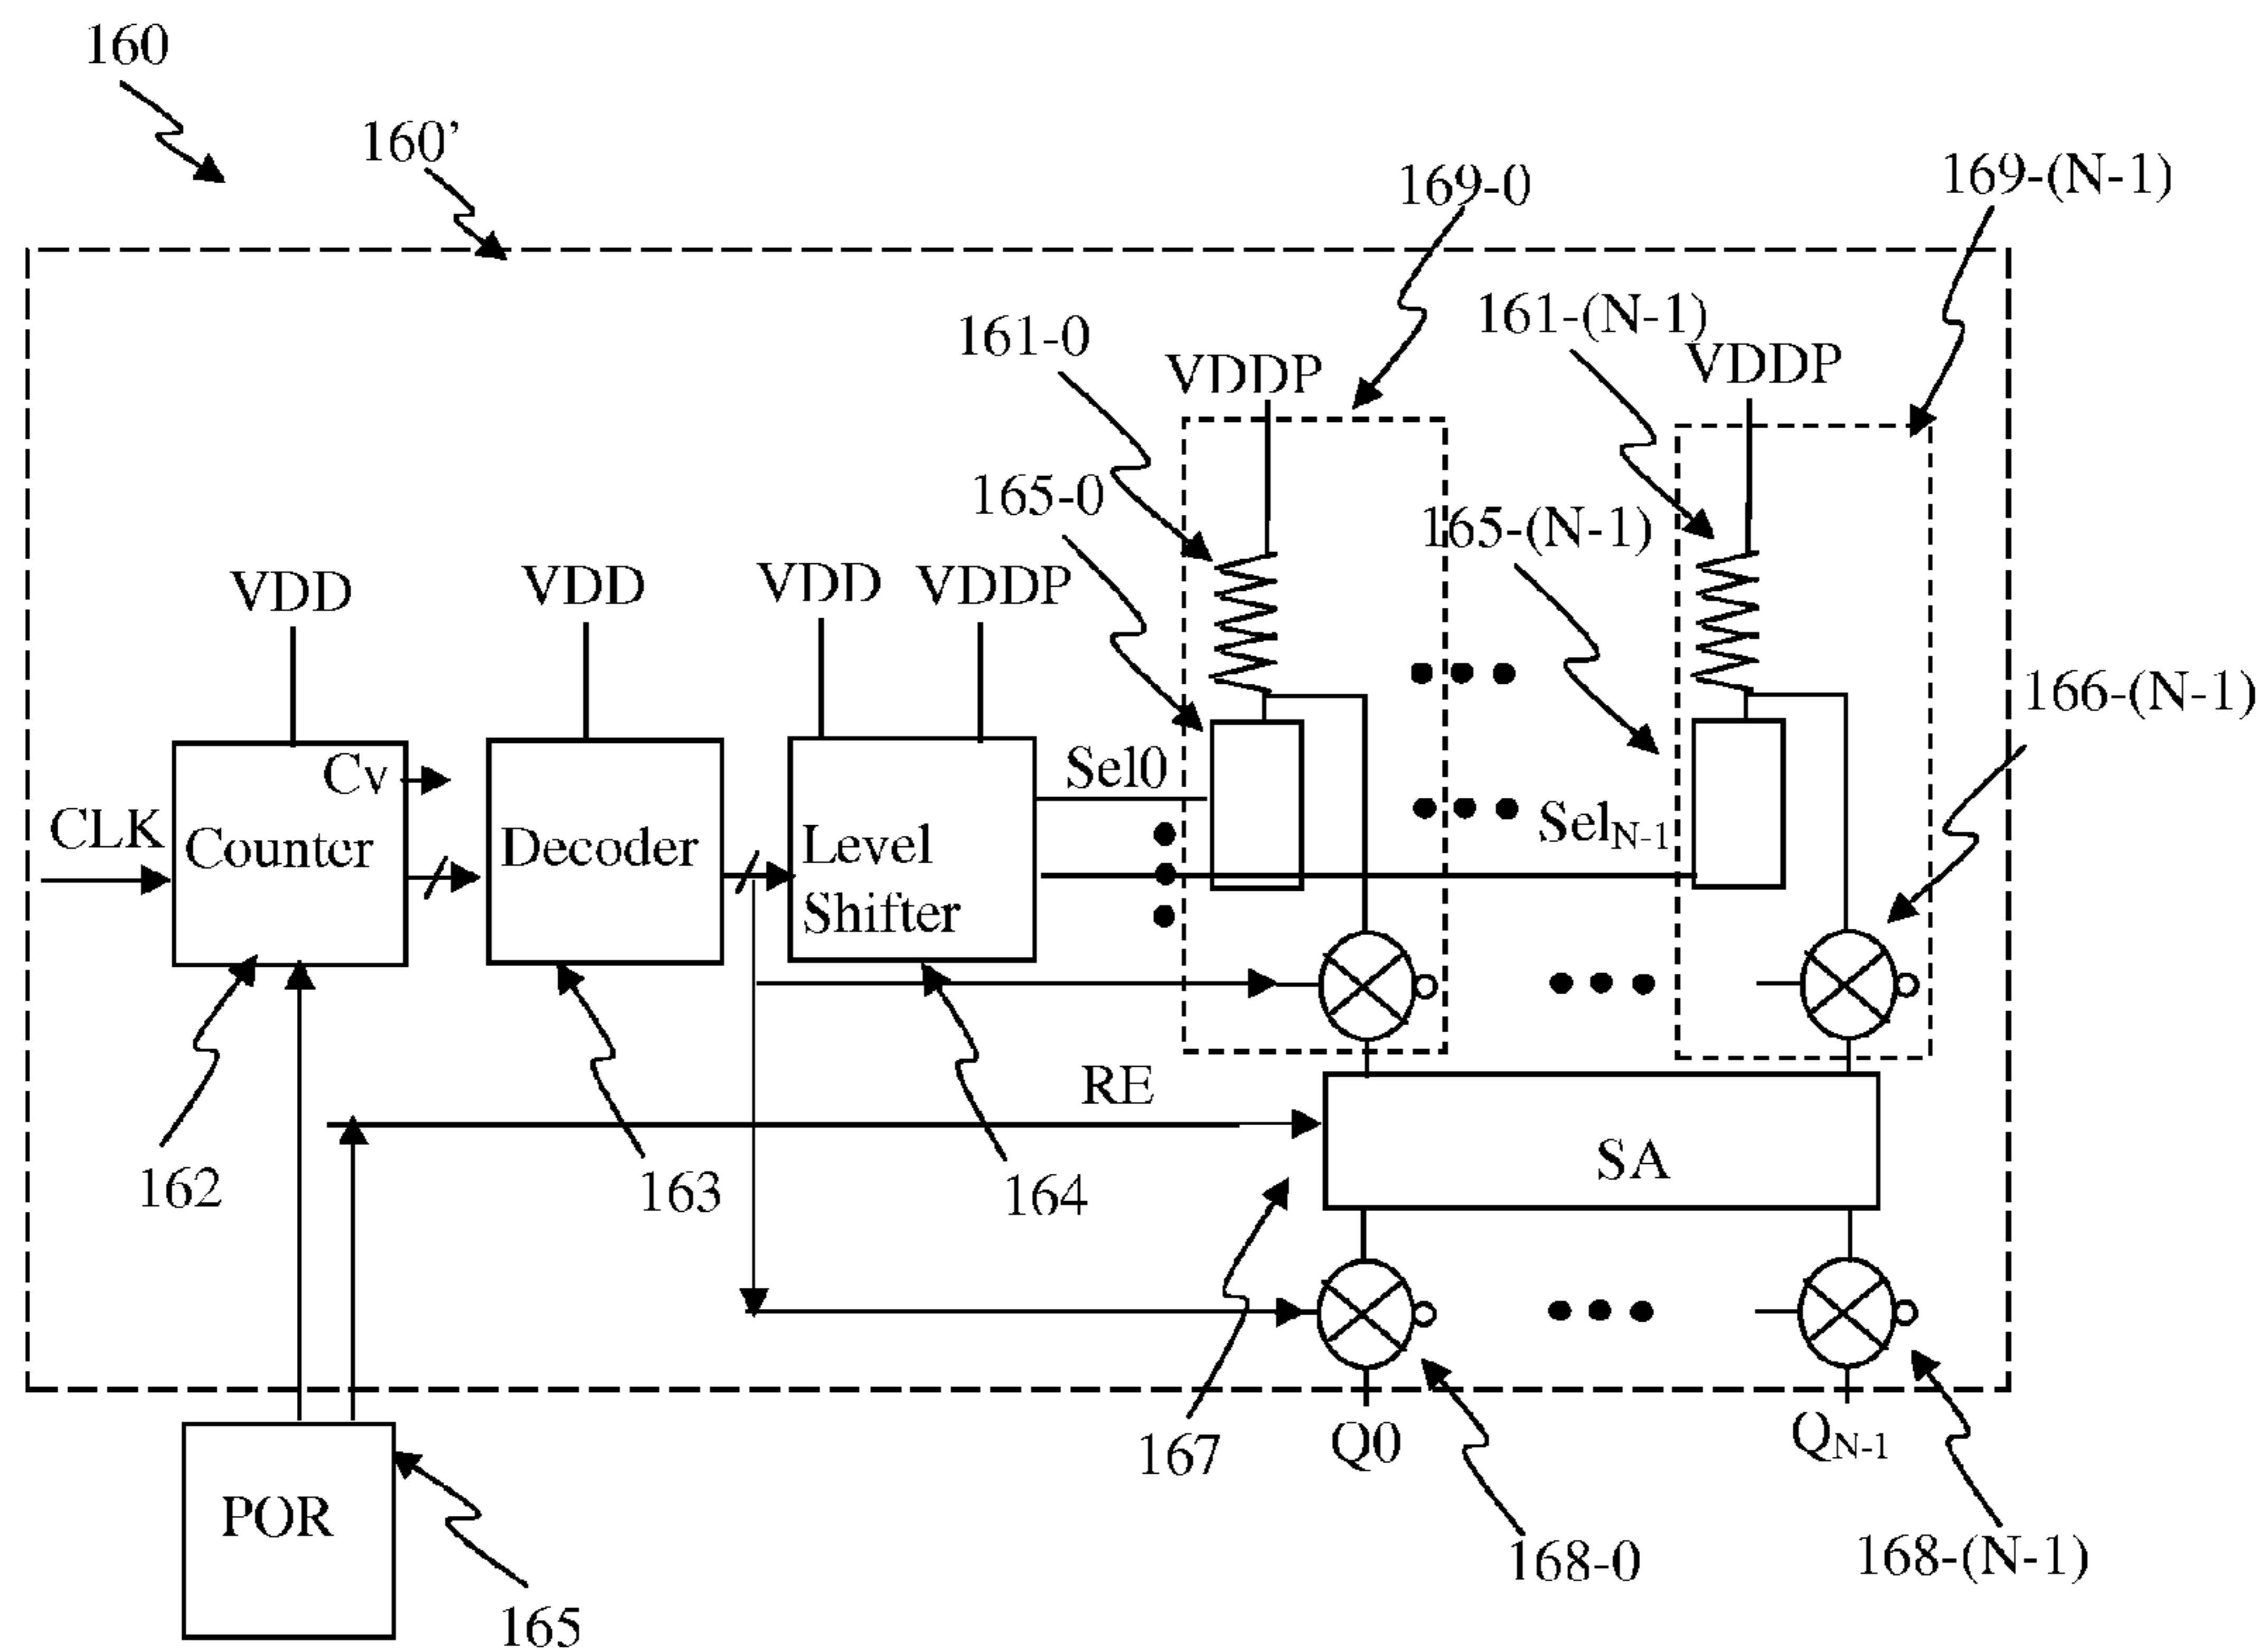 160
160’
169-0
169-(N-1)
161-0
161-(N-1)
VDDP
VDDP
165-0
165-(N-1)
VDD
VDD
VDD
VDDP
166-(N-1)
Cv
Sel0
CLK
Counter
Decoder
Level
Shifter
SelN-1
RE
SA
162
163
164
167
Q0
QN-1
POR
168-0
168-(N-1)
165